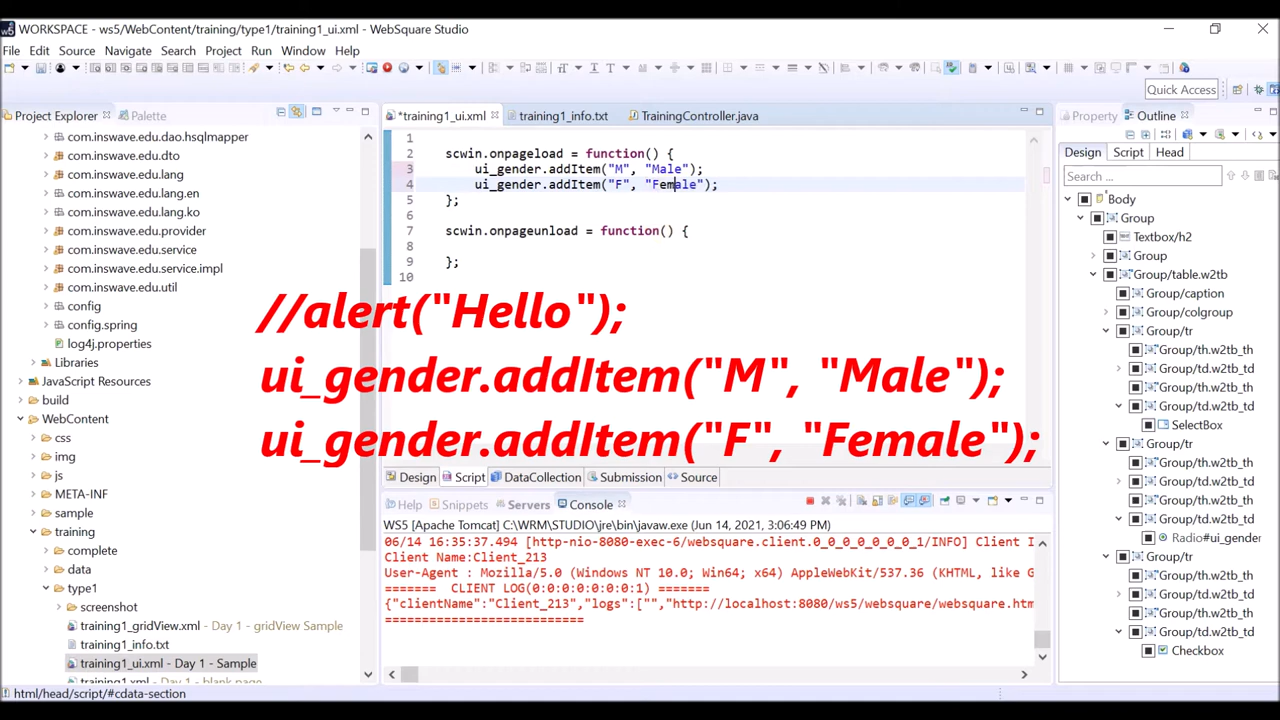 WORKSPACE - ws5/WebContent/training/type1/training1_ui.xml - WebSquare Studio
File Edit Source Navigate Search Project Run Window Help
Quick Access
Project Explorer Palette
*training1_ui.xml training1_info.txt TrainingController.java
Property Outline
com.inswave.edu.dao.hsqlmapper
com.inswave.edu.dto
com.inswave.edu.lang.en
com.inswave.edu.lang.ko
com.inswave.edu.provider
com.inswave.edu.service
com.inswave.edu.service.impl
com.inswave.edu.util
config
config.spring
log4j.properties
Libraries
JavaScript Resources
build
WebContent
css
img
js
META-INF
sample
training
complete
data
type1
screenshot
training1_gridView.xml - Day 1 - gridView Sample
training1_info.txt
training1_ui.xml - Day 1 - Sample
training1.xml - Day 1 - blank page
1
2 scwin.onpageload = function() {
3 ui_gender.addItem("M", "Male");
4 ui_gender.addItem("F", "Female");
5 };
6
7 scwin.onpageunload = function() {
8
9 };
10
//alert("Hello");
ui_gender.addItem("M", "Male");
ui_gender.addItem("F", "Female");
Design Script DataCollection Submission Source
Help Snippets Servers Console
WS5 [Apache Tomcat] C:\WRM\STUDIO\jre\bin\javaw.exe (Jun 14, 2021, 3:06:49 PM)
06/14 16:35:37.494 [http-nio-8080-exec-6/websquare.client.0_0_0_0_0_0_0_1/INFO] Client I
Client Name:Client_213
User-Agent : Mozilla/5.0 (Windows NT 10.0; Win64; x64) AppleWebKit/537.36 (KHTML, like G
======= CLIENT LOG(0:0:0:0:0:0:0:1) =======
{"clientName":"Client_213","logs":["","http://localhost:8080/ws5/websquare/websquare.htm
===========================
Design Script Head
Search ...
Body
Group
Textbox/h2
Group
Group/table.w2tb
Group/caption
Group/colgroup
Group/tr
Group/th.w2tb_th
Group/td.w2tb_td
Group/th.w2tb_th
Group/td.w2tb_td
SelectBox
Group/tr
Group/th.w2tb_th
Group/td.w2tb_td
Group/th.w2tb_th
Group/td.w2tb_td
Radio#ui_gender
Group/tr
Group/th.w2tb_th
Group/td.w2tb_td
Group/th.w2tb_th
Group/td.w2tb_td
Checkbox
html/head/script/#cdata-section